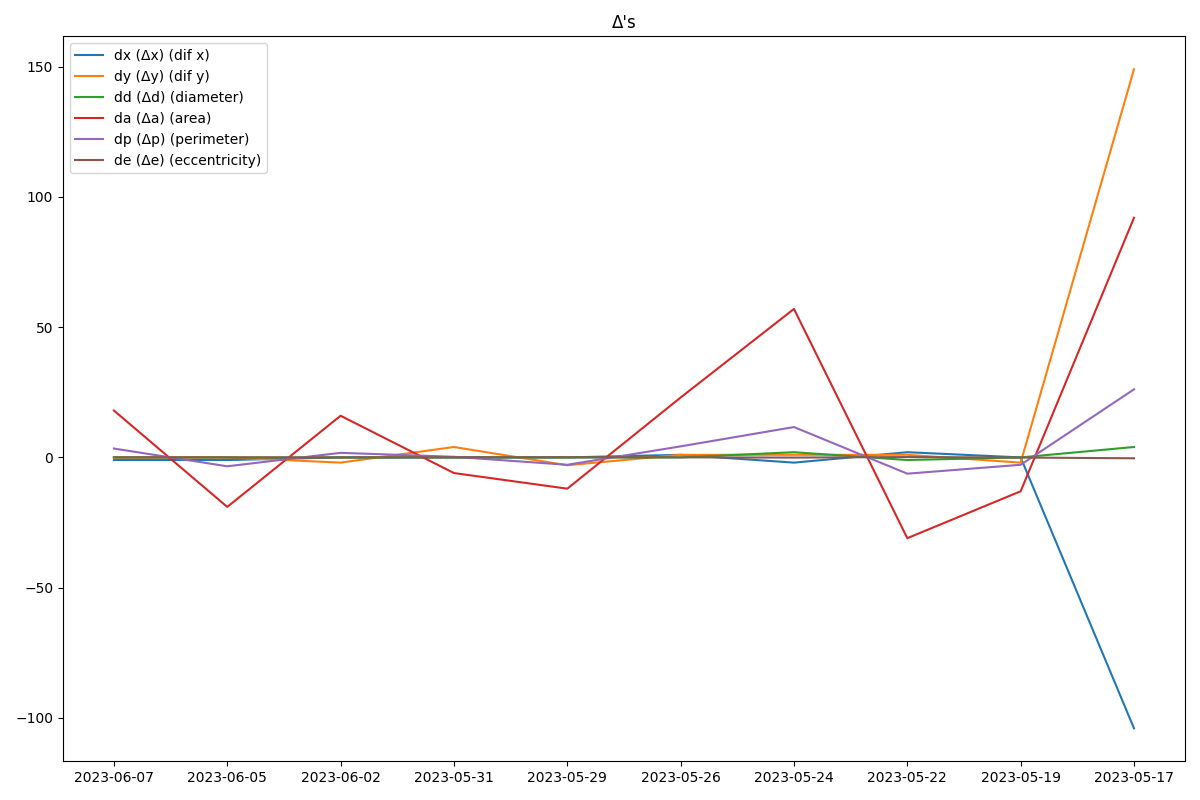 Δ's
dx (Δx) (dif x)
dy (Δy) (dif y)
dd (Δd) (diameter)
da (Δa) (area)
dp (Δp) (perimeter)
de (Δe) (eccentricity)
150
100
50
0
−50
−100
2023-06-07 2023-06-05 2023-06-02 2023-05-31 2023-05-29 2023-05-26 2023-05-24 2023-05-22 2023-05-19 2023-05-17